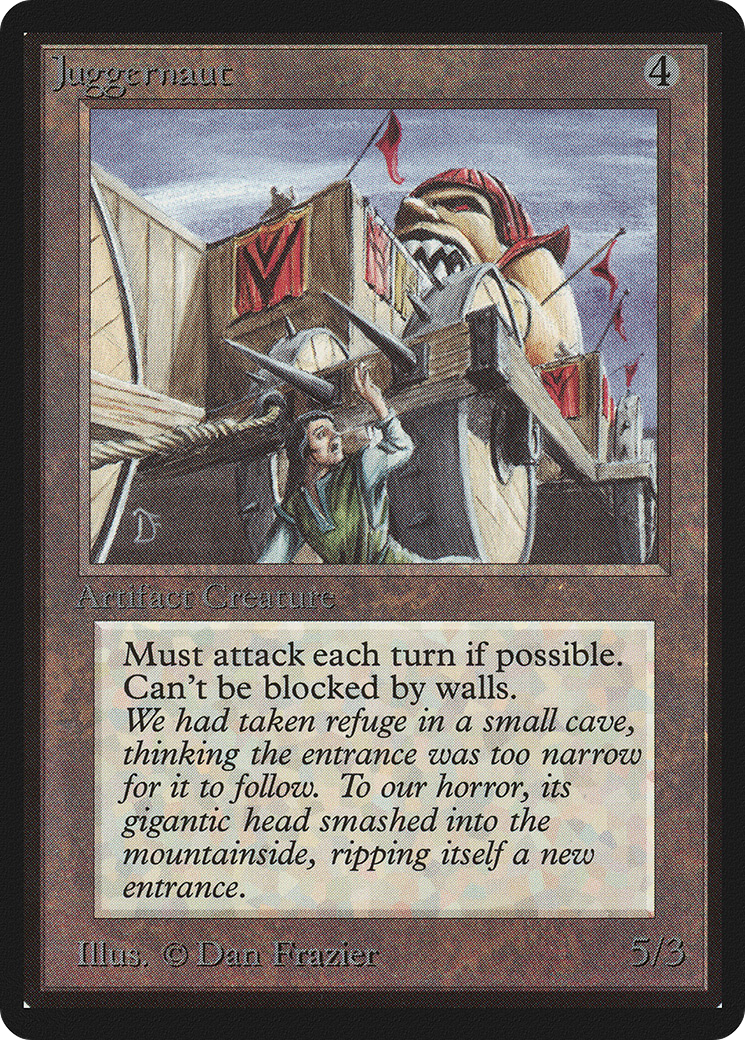 Juggernaut
4
DF
Artifact Creature
Must attack each turn if possible.
Can't be blocked by walls.
We had taken refuge in a small cave,
thinking the entrance was too narrow
for it to follow. To our horror, its
gigantic head smashed into the
mountainside, ripping itself a new
entrance.
Illus. © Dan Frazier
5/3